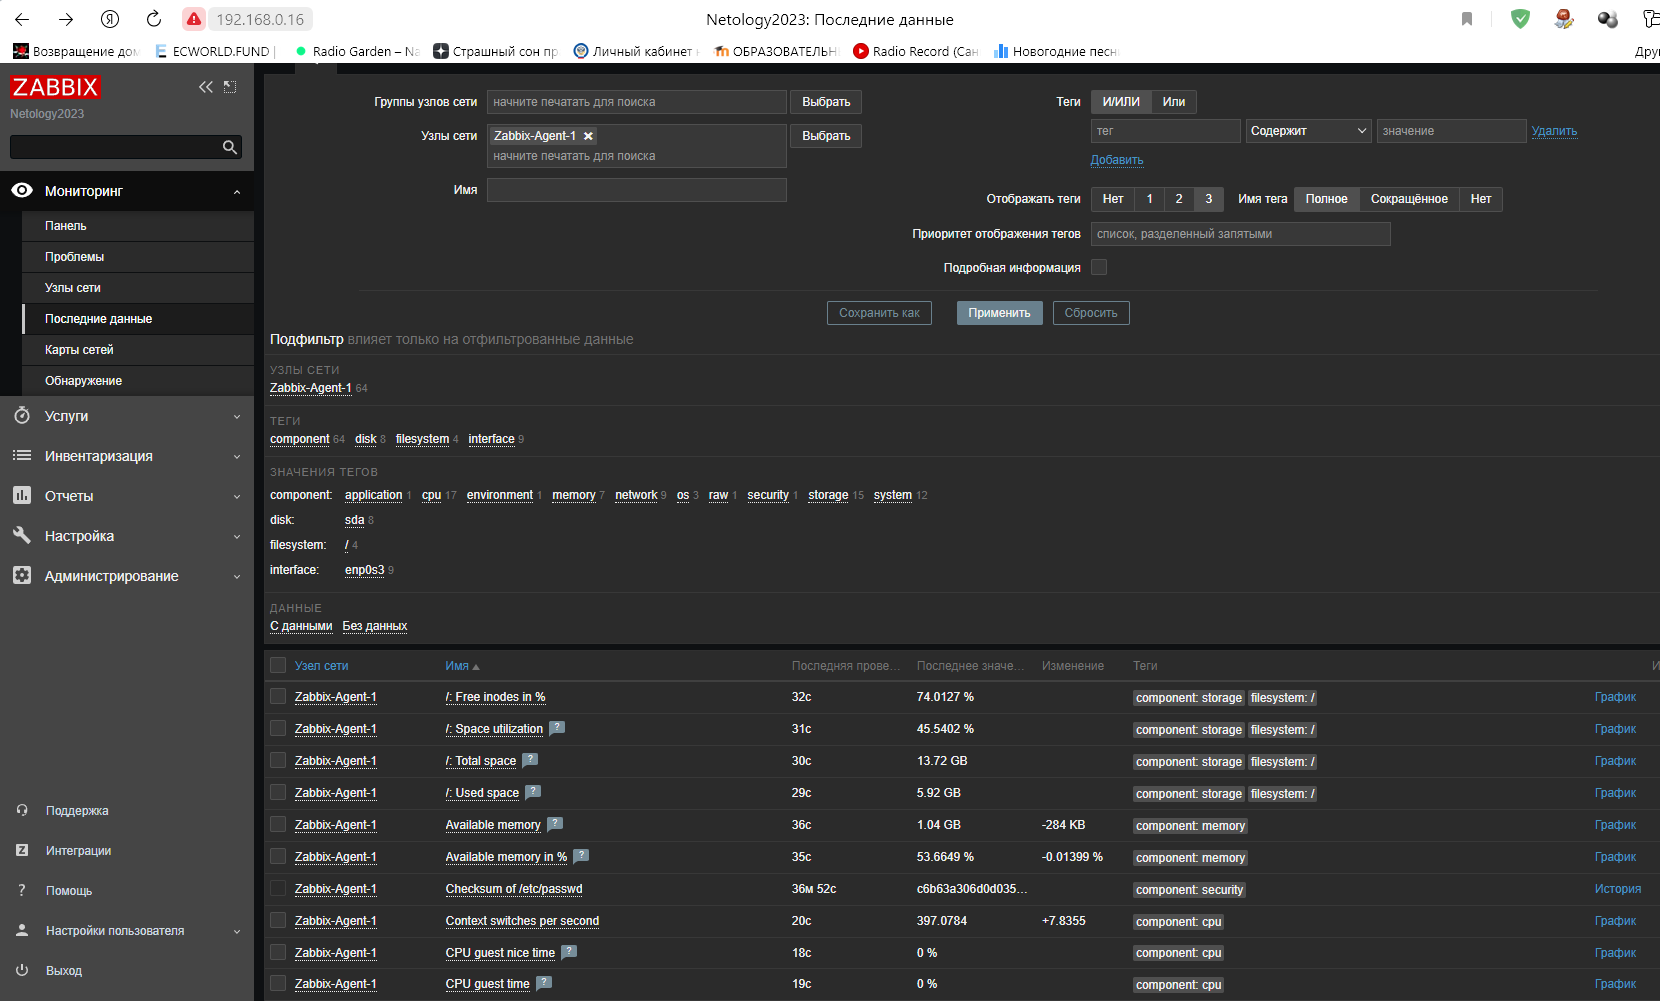 192.168.0.16
Netology2023: Последние данные
Возвращение дом
ECWORLD.FUND |
Radio Garden – Na
Страшный сон пр
Личный кабинет
ОБРАЗОВАТЕЛЬН
Radio Record (Сан
Новогодние песн
Дру
ZABBIX
Netology2023
Мониторинг
Панель
Проблемы
Узлы сети
Последние данные
Карты сетей
Обнаружение
Услуги
Инвентаризация
Отчеты
Настройка
Администрирование
Поддержка
Интеграции
Помощь
Настройки пользователя
Выход
Группы узлов сети начните печатать для поиска Выбрать
Узлы сети Zabbix-Agent-1 Выбрать
начните печатать для поиска
Имя
Теги И/ИЛИ Или
тег Содержит значение Удалить
Добавить
Отображать теги Нет 1 2 3 Имя тега Полное Сокращённое Нет
Приоритет отображения тегов список, разделенный запятыми
Подробная информация
Сохранить как Применить Сбросить
Подфильтр влияет только на отфильтрованные данные
УЗЛЫ СЕТИ
Zabbix-Agent-1 64
ТЕГИ
component 64 disk 8 filesystem 4 interface 9
ЗНАЧЕНИЯ ТЕГОВ
component: application 1 cpu 17 environment 1 memory 7 network 9 os 3 raw 1 security 1 storage 15 system 12
disk: sda 8
filesystem: / 4
interface: enp0s3 9
ДАННЫЕ
С данными Без данных
Узел сети Имя Последняя прове... Последнее значе... Изменение Теги И
Zabbix-Agent-1 /: Free inodes in % 32с 74.0127 % component: storage filesystem: / График
Zabbix-Agent-1 /: Space utilization ? 31с 45.5402 % component: storage filesystem: / График
Zabbix-Agent-1 /: Total space ? 30с 13.72 GB component: storage filesystem: / График
Zabbix-Agent-1 /: Used space ? 29с 5.92 GB component: storage filesystem: / График
Zabbix-Agent-1 Available memory ? 36с 1.04 GB -284 KB component: memory График
Zabbix-Agent-1 Available memory in % ? 35с 53.6649 % -0.01399 % component: memory График
Zabbix-Agent-1 Checksum of /etc/passwd 36м 52с c6b63a306d0d035... component: security История
Zabbix-Agent-1 Context switches per second 20с 397.0784 +7.8355 component: cpu График
Zabbix-Agent-1 CPU guest nice time ? 18с 0 % component: cpu График
Zabbix-Agent-1 CPU guest time ? 19с 0 % component: cpu График